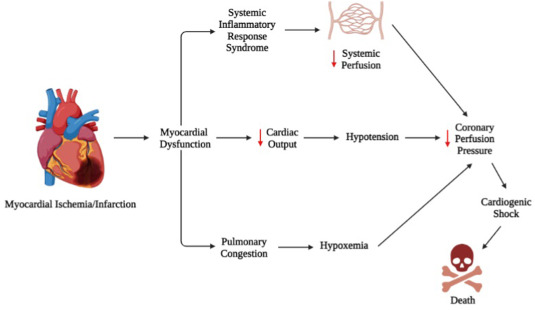 Systemic
Inflammatory
Response
Syndrome
Systemic
Perfusion
Myocardial
Dysfunction
Cardiac
Output
Hypotension
Coronary
Perfusion
Pressure
Myocardial Ischemia/Infarction
Cardiogenic
Shock
Pulmonary
Congestion
Hypoxemia
Death